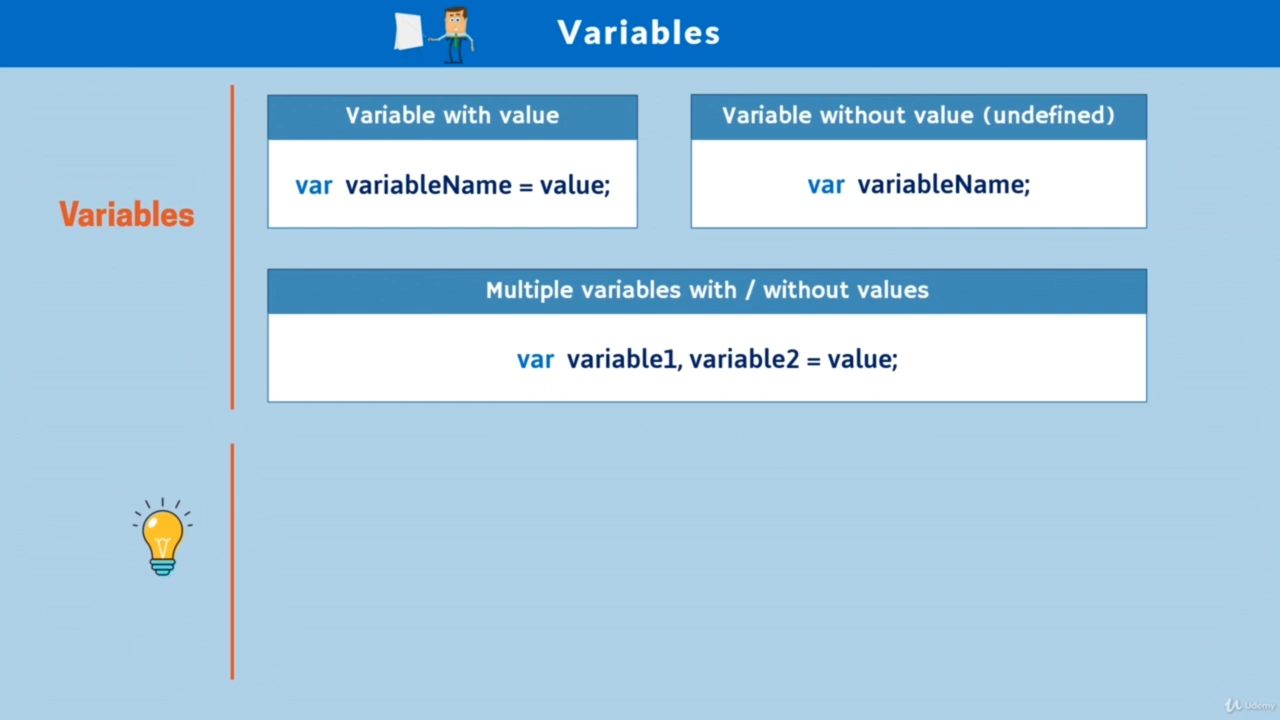 Variables
Variable with value
Variable without value (undefined)
var variableName = value;
var variableName;
Variables
Multiple variables with / without values
var variable1, variable2 = value;
Udemy